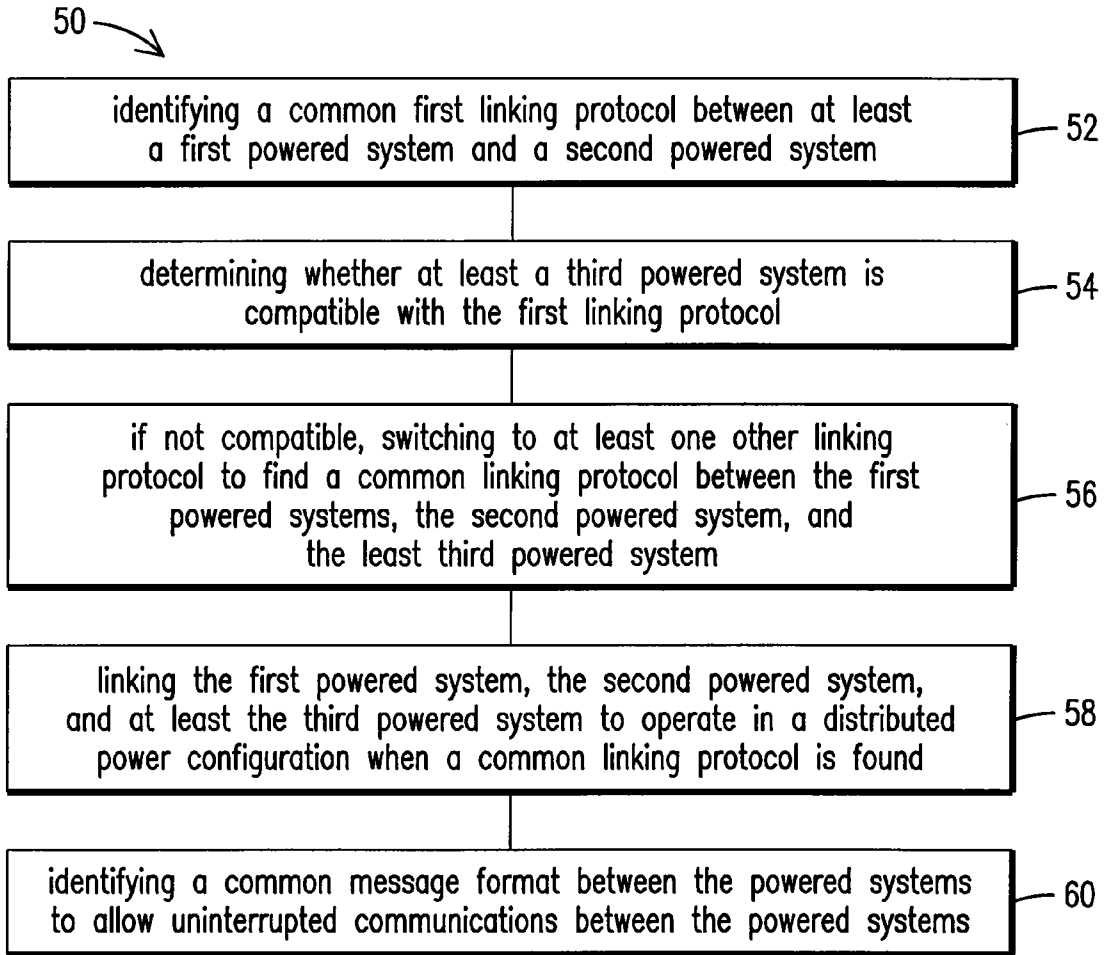 50
identifying a common first linking protocol between at least
a first powered system and a second powered system
52
determining whether at least a third powered system is
compatible with the first linking protocol
54
if not compatible, switching to at least one other linking
protocol to find a common linking protocol between the first
powered systems, the second powered system, and
the least third powered system
56
linking the first powered system, the second powered system,
and at least the third powered system to operate in a distributed
power configuration when a common linking protocol is found
58
identifying a common message format between the powered systems
to allow uninterrupted communications between the powered systems
60